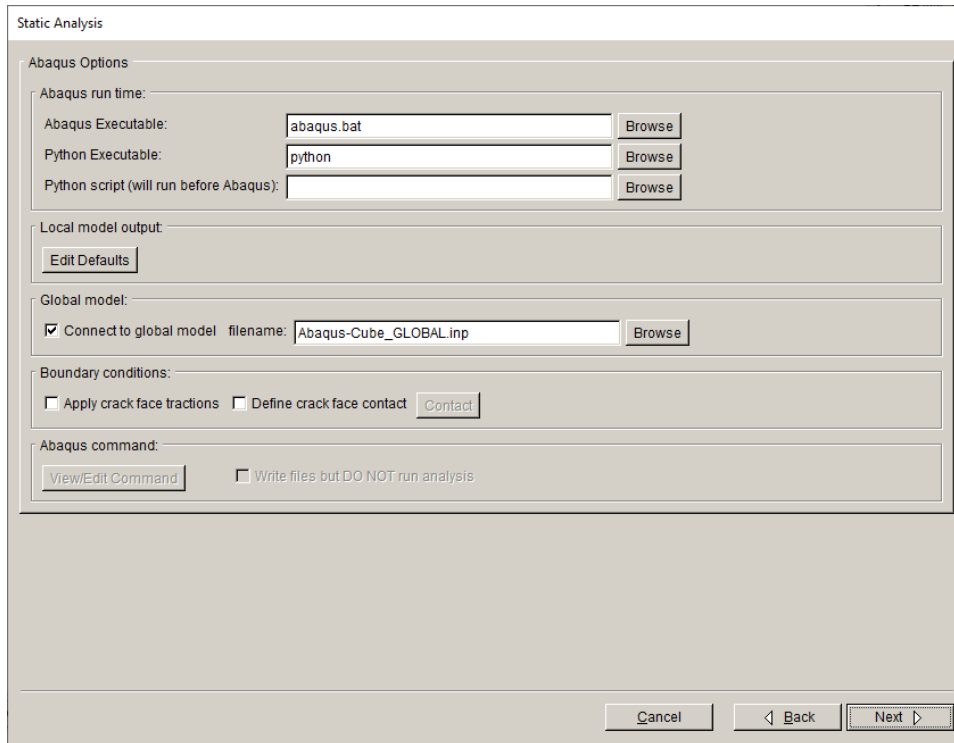 Static Analysis
Abaqus Options
Abaqus run time:
Abaqus Executable: abaqus.bat Browse
Python Executable: python Browse
Python script (will run before Abaqus): Browse
Local model output:
Edit Defaults
Global model:
Connect to global model filename: Abaqus-Cube_GLOBAL.inp Browse
Boundary conditions:
Apply crack face tractions Define crack face contact Contact
Abaqus command:
View/Edit Command Write files but DO NOT run analysis
Cancel Back Next